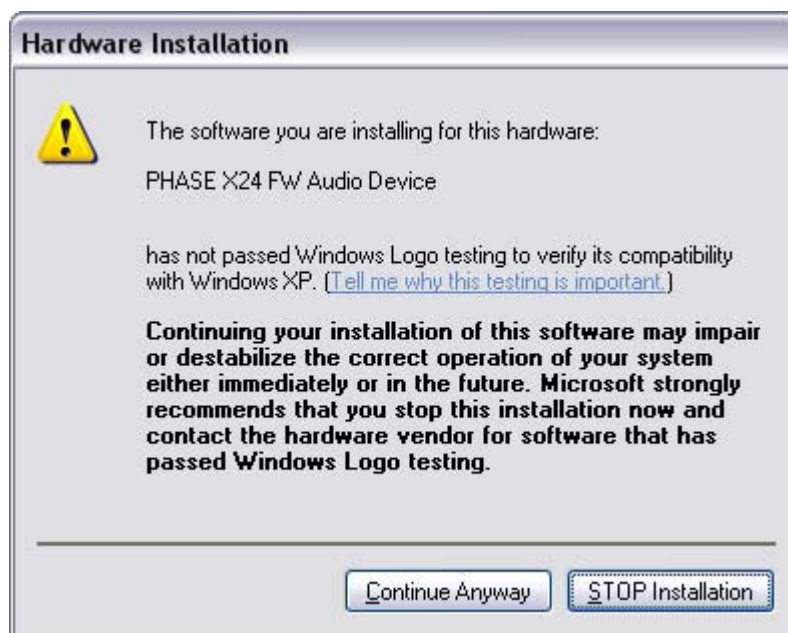 Hardware Installation
The software you are installing for this hardware:
PHASE X24 FW Audio Device
has not passed Windows Logo testing to verify its compatibility
with Windows XP. (Tell me why this testing is important.)
Continuing your installation of this software may impair
or destabilize the correct operation of your system
either immediately or in the future. Microsoft strongly
recommends that you stop this installation now and
contact the hardware vendor for software that has
passed Windows Logo testing.
Continue Anyway
STOP Installation